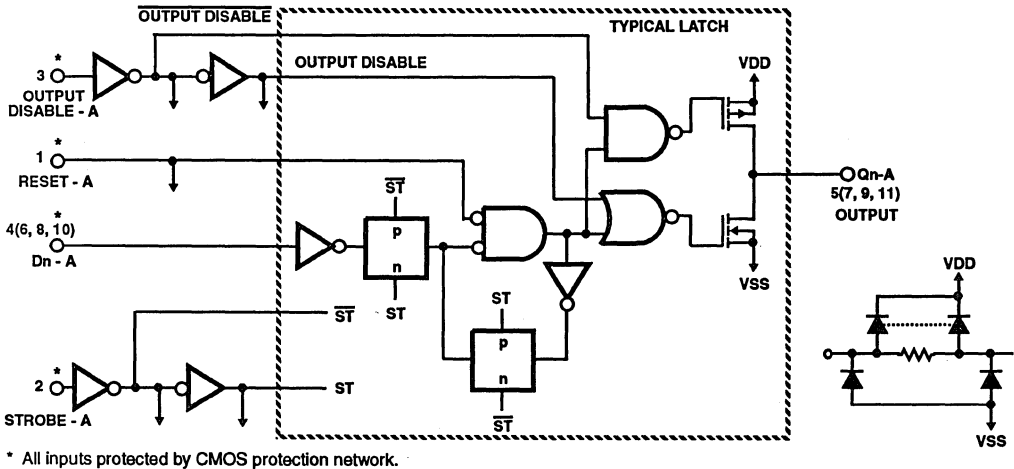 OUTPUT DISABLE
TYPICAL LATCH
*
3
OUTPUT
DISABLE - A
OUTPUT DISABLE
VDD
*
1
RESET - A
ST
Qn-A
5(7, 9, 11)
OUTPUT
*
4(6, 8, 10)
Dn - A
p
n
ST
VSS
VDD
ST
p
n
ST
ST
*
2
STROBE - A
ST
ST
VSS
* All inputs protected by CMOS protection network.